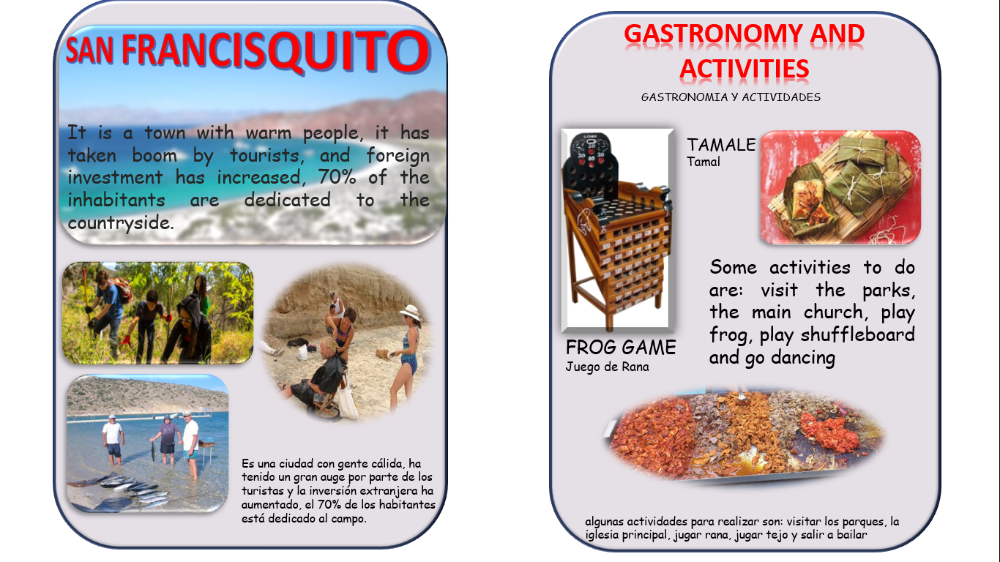 SAN FRANCISQUITO
It is a town with warm people, it has
taken boom by tourists, and foreign
investment has increased, 70% of the
inhabitants are dedicated to the
countryside.
Es una ciudad con gente cálida, ha
tenido un gran auge por parte de los
turistas y la inversión extranjera ha
aumentado, el 70% de los habitantes
está dedicado al campo.
GASTRONOMY AND
ACTIVITIES
GASTRONOMIA Y ACTIVIDADES
TAMALE
Tamal
FROG GAME
Juego de Rana
Some activities to do
are: visit the parks,
the main church, play
frog, play shuffleboard
and go dancing
algunas actividades para realizar son: visitar los parques, la
iglesia principal, jugar rana, jugar tejo y salir a bailar